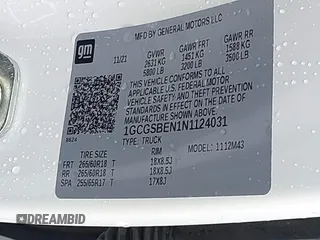 MFD BY GENERAL MOTORS LLC
gm
11/21 GVWR GAWR FRT GAWR RR
2631 KG 1451 KG 1588 KG
5800 LB 3200 LB 3500 LB
THIS VEHICLE CONFORMS TO ALL
APPLICABLE U.S. FEDERAL MOTOR
VEHICLE SAFETY AND THEFT
PREVENTION STANDARDS IN EFFECT
ON THE DATE OF MANUFACTURE
SHOWN ABOVE.
1GCGSBEN1N1124031
TYPE: TRUCK
8624
TIRE SIZE RIM 1112M43
FRT 265/60R18 T 18X8.5J
RR 265/60R18 T 18X8.5J
SPA 255/65R17 T 17X8J
DREAMBID